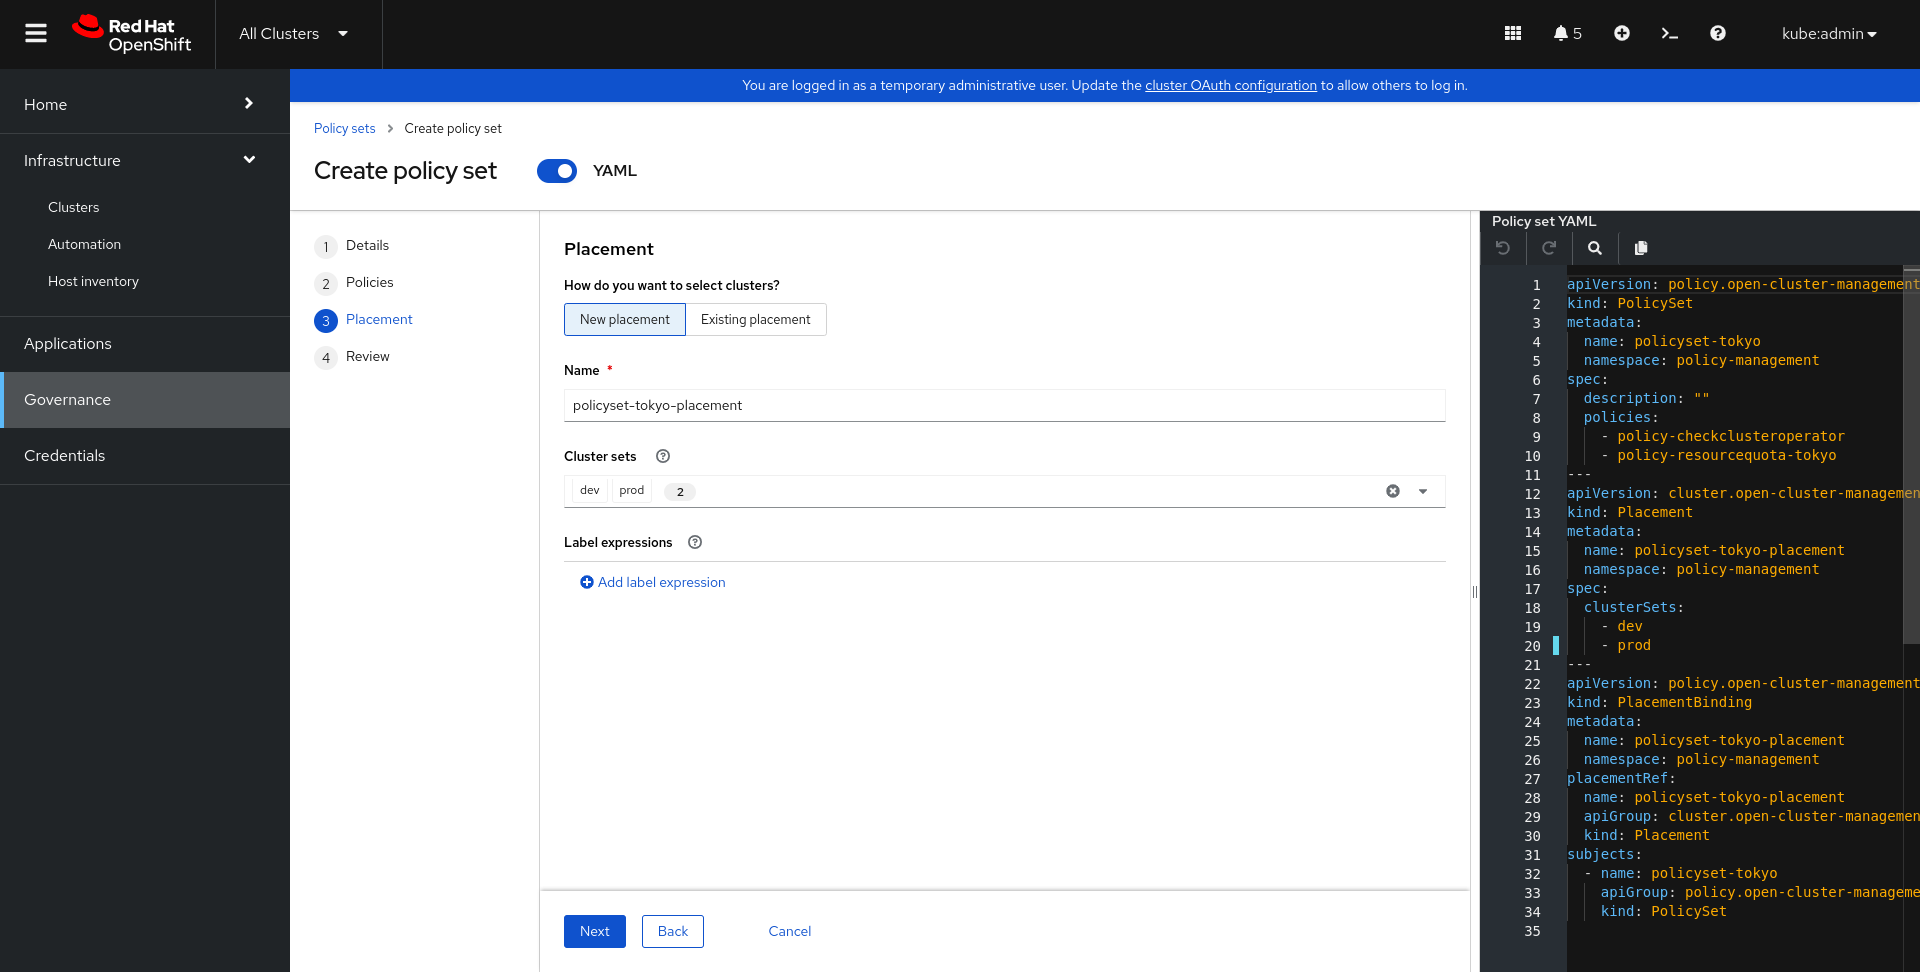 Red Hat
OpenShift
All Clusters
5
kube:admin
Home
Infrastructure
Clusters
Automation
Host inventory
Applications
Governance
Credentials
You are logged in as a temporary administrative user. Update the cluster OAuth configuration to allow others to log in.
Policy sets > Create policy set
Create policy set
YAML
1 Details
2 Policies
3 Placement
4 Review
Placement
How do you want to select clusters?
New placement
Existing placement
Name *
policyset-tokyo-placement
Cluster sets
dev prod 2
Label expressions
Add label expression
Next
Back
Cancel
Policy set YAML
1 apiVersion: policy.open-cluster-management
2 kind: PolicySet
3 metadata:
4 name: policyset-tokyo
5 namespace: policy-management
6 spec:
7 description: ""
8 policies:
9 - policy-checkclusteroperator
10 - policy-resourcequota-tokyo
11 ---
12 apiVersion: cluster.open-cluster-managemen
13 kind: Placement
14 metadata:
15 name: policyset-tokyo-placement
16 namespace: policy-management
17 spec:
18 clusterSets:
19 - dev
20 - prod
21 ---
22 apiVersion: policy.open-cluster-management
23 kind: PlacementBinding
24 metadata:
25 name: policyset-tokyo-placement
26 namespace: policy-management
27 placementRef:
28 name: policyset-tokyo-placement
29 apiGroup: cluster.open-cluster-managemen
30 kind: Placement
31 subjects:
32 - name: policyset-tokyo
33 apiGroup: policy.open-cluster-manageme
34 kind: PolicySet
35